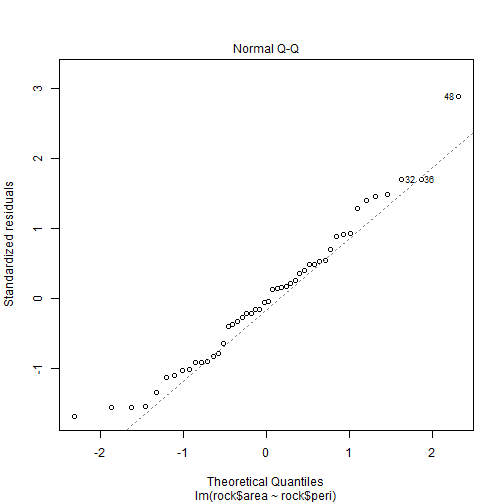 Normal Q-Q
48
32
36
3
2
1
0
-1
Standardized residuals
-2 -1 0 1 2
Theoretical Quantiles
lm(rock$area ~ rock$peri)